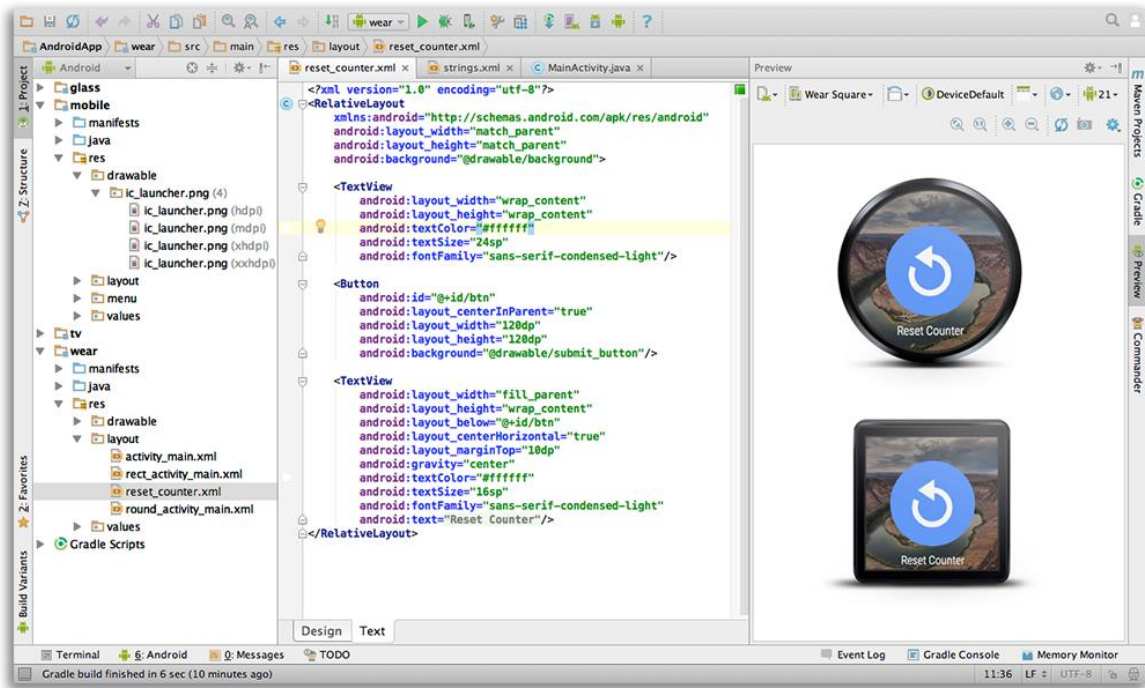 wear
AndroidApp wear src main res layout reset_counter.xml
Android
reset_counter.xml strings.xml MainActivity.java
Preview
1: Project
Z: Structure
2: Favorites
Build Variants
glass
mobile
manifests
java
res
drawable
ic_launcher.png (4)
ic_launcher.png (hdpi)
ic_launcher.png (mdpi)
ic_launcher.png (xhdpi)
ic_launcher.png (xxhdpi)
layout
menu
values
tv
wear
manifests
java
res
drawable
layout
activity_main.xml
rect_activity_main.xml
reset_counter.xml
round_activity_main.xml
values
Gradle Scripts
<?xml version="1.0" encoding="utf-8"?>
<RelativeLayout
xmlns:android="http://schemas.android.com/apk/res/android"
android:layout_width="match_parent"
android:layout_height="match_parent"
android:background="@drawable/background">
<TextView
android:layout_width="wrap_content"
android:layout_height="wrap_content"
android:textColor="#ffffff"
android:textSize="24sp"
android:fontFamily="sans-serif-condensed-light"/>
<Button
android:id="@+id/btn"
android:layout_centerInParent="true"
android:layout_width="120dp"
android:layout_height="120dp"
android:background="@drawable/submit_button"/>
<TextView
android:layout_width="fill_parent"
android:layout_height="wrap_content"
android:layout_below="@+id/btn"
android:layout_centerHorizontal="true"
android:layout_marginTop="10dp"
android:gravity="center"
android:textColor="#ffffff"
android:textSize="16sp"
android:fontFamily="sans-serif-condensed-light"
android:text="Reset Counter"/>
</RelativeLayout>
Design Text
Wear Square DeviceDefault 21
Reset Counter
Reset Counter
Maven Projects
Gradle
Preview
Commander
Terminal 6: Android 0: Messages TODO Event Log Gradle Console Memory Monitor
Gradle build finished in 6 sec (10 minutes ago) 11:36 LF UTF-8